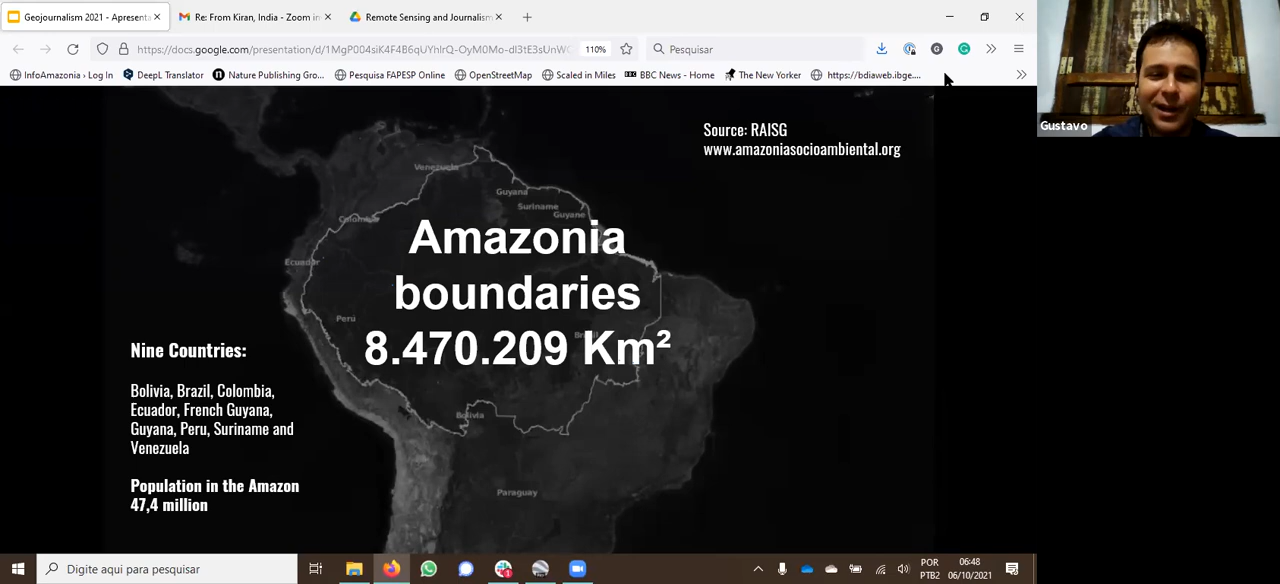 Geojournalism 2021 - Apresenta
Re: From Kiran, India - Zoom in
Remote Sensing and Journalism
https://docs.google.com/presentation/d/
110%
Pesquisar
InfoAmazonia › Log In
DeepL Translator
Nature Publishing Gro...
Pesquisa FAPESP Online
OpenStreetMap
Scaled in Miles
BBC News - Home
The New Yorker
https://bdiaweb.ibge....
Gustavo
Source: RAISG
www.amazoniasocioambiental.org
Venezuela
Guyana
Suriname
Guyane
Colombia
Amazonia
Ecuador
boundaries
Peru
8.470.209 Km²
Nine Countries:
Bolivia, Brazil, Colombia,
Ecuador, French Guyana,
Guyana, Peru, Suriname and
Venezuela
Bolivia
Population in the Amazon
47,4 million
Paraguay
Digite aqui para pesquisar
POR
PTB2
06:48
06/10/2021